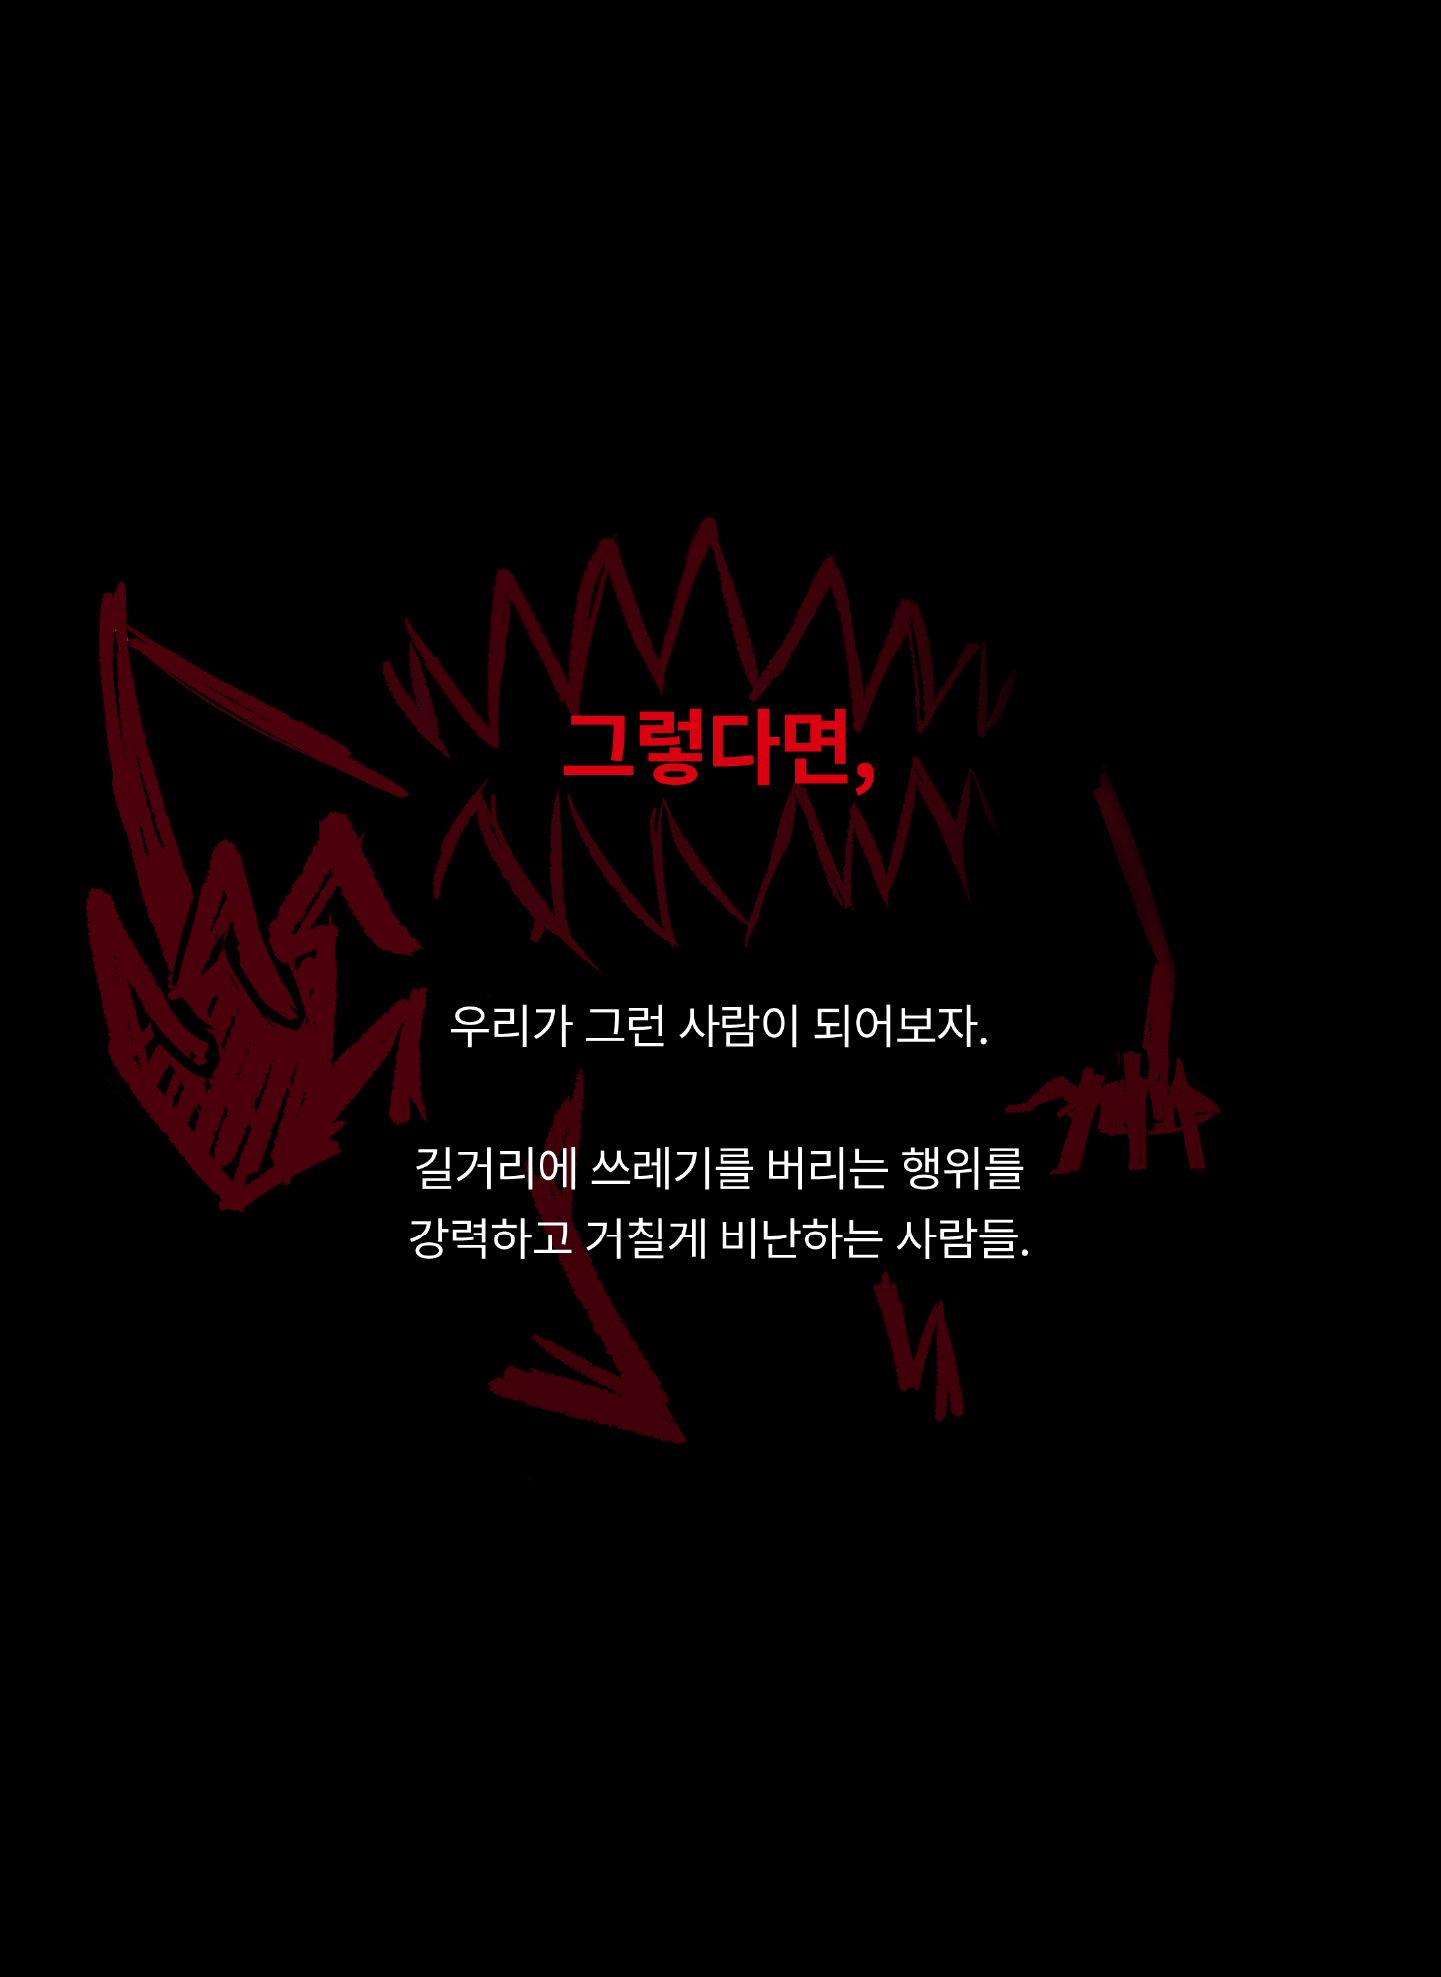 그렇다면,
우리가 그런 사람이 되어보자.
길거리에 쓰레기를 버리는 행위를
강력하고 거칠게 비난하는 사람들.